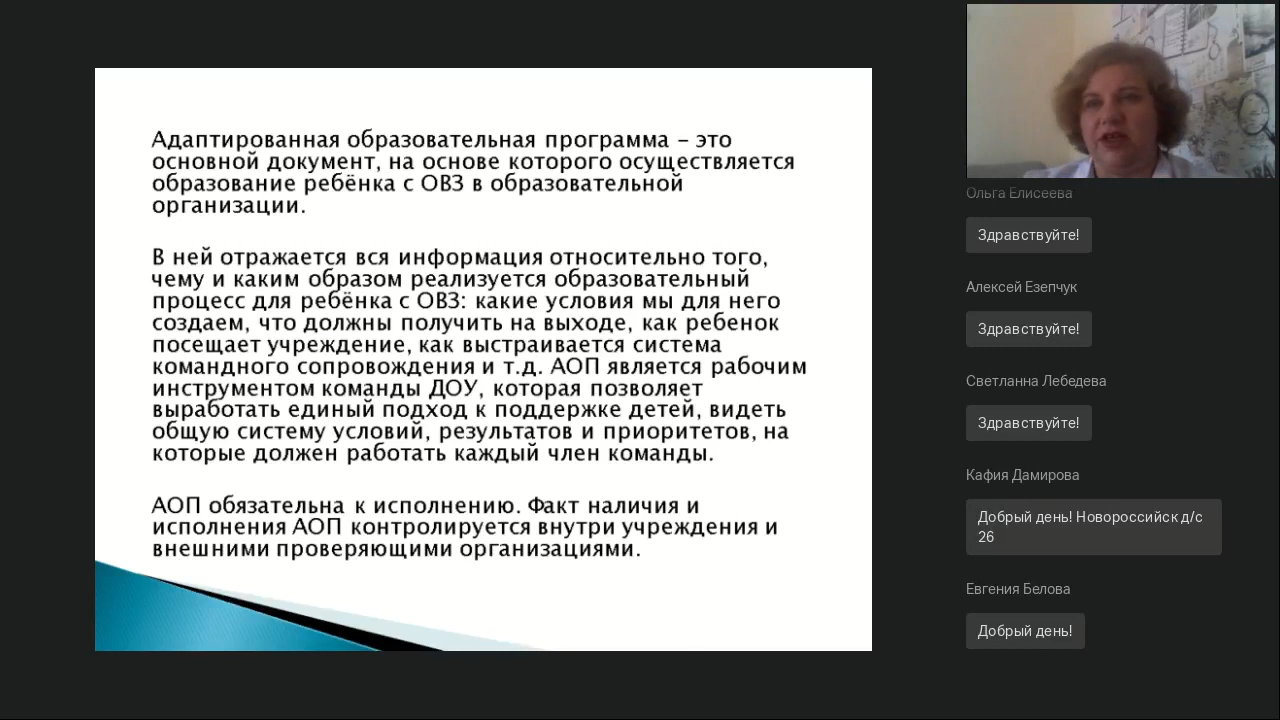 Адаптированная образовательная программа – это
основной документ, на основе которого осуществляется
образование ребёнка с ОВЗ в образовательной
организации.
В ней отражается вся информация относительно того,
чему и каким образом реализуется образовательный
процесс для ребёнка с ОВЗ: какие условия мы для него
создаем, что должны получить на выходе, как ребенок
посещает учреждение, как выстраивается система
командного сопровождения и т.д. АОП является рабочим
инструментом команды ДОУ, которая позволяет
выработать единый подход к поддержке детей, видеть
общую систему условий, результатов и приоритетов, на
которые должен работать каждый член команды.
АОП обязательна к исполнению. Факт наличия и
исполнения АОП контролируется внутри учреждения и
внешними проверяющими организациями.
Ольга Елисеева
Здравствуйте!
Алексей Езепчук
Здравствуйте!
Светланна Лебедева
Здравствуйте!
Кафия Дамирова
Добрый день! Новороссийск д/с
26
Евгения Белова
Добрый день!